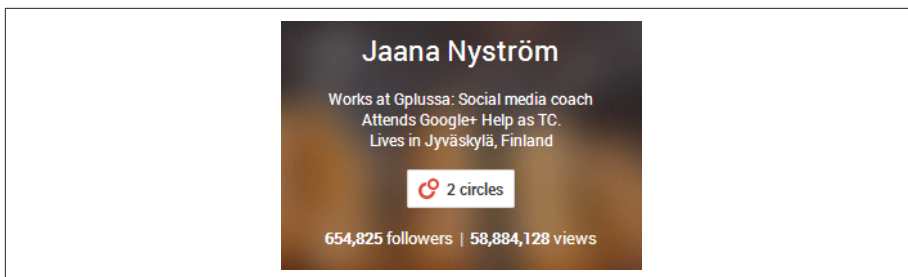 Jaana Nyström
Works at Gplussa: Social media coach
Attends Google+ Help as TC.
Lives in Jyväskylä, Finland
2 circles
654,825 followers | 58,884,128 views